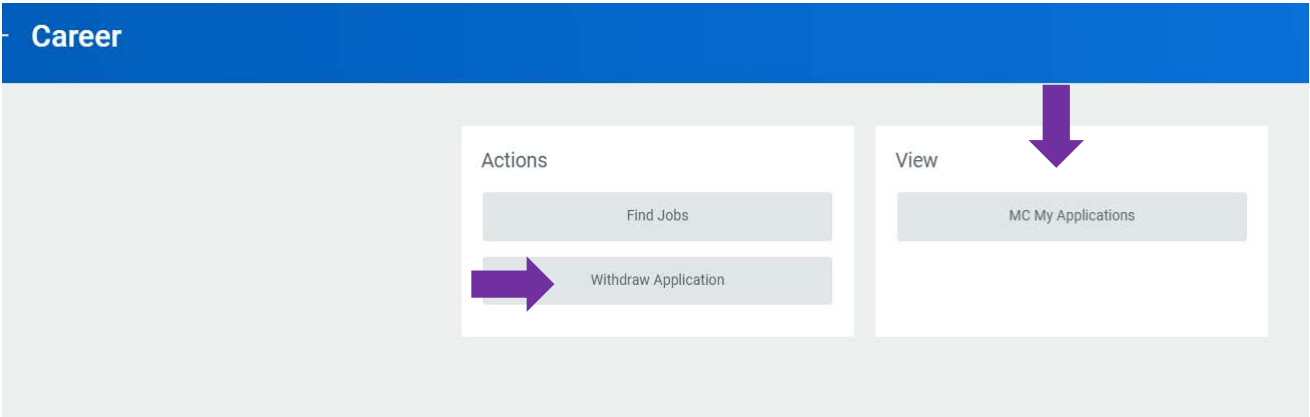 Career
Actions
Find Jobs
Withdraw Application
View
MC My Applications